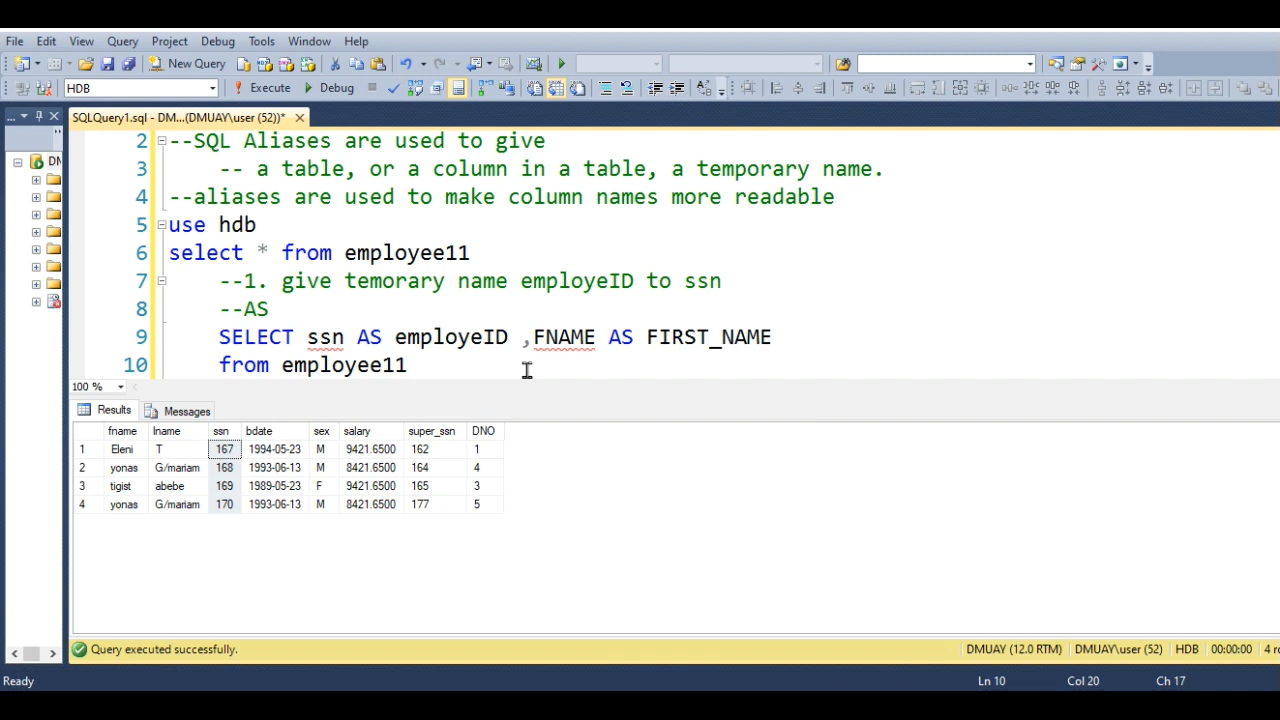 File Edit View Query Project Debug Tools Window Help
New Query
HDB Execute Debug
SQLQuery1.sql - DM...(DMUAY\user (52))*
2 --SQL Aliases are used to give
3 -- a table, or a column in a table, a temporary name.
4 --aliases are used to make column names more readable
5 use hdb
6 select * from employee11
7 --1. give temorary name employeID to ssn
8 --AS
9 SELECT ssn AS employeID ,FNAME AS FIRST_NAME
10 from employee11
100 %
Results Messages
fname lname ssn bdate sex salary super_ssn DNO
1 Eleni T 167 1994-05-23 M 9421.6500 162 1
2 yonas G/mariam 168 1993-06-13 M 8421.6500 164 4
3 tigist abebe 169 1989-05-23 F 9421.6500 165 3
4 yonas G/mariam 170 1993-06-13 M 8421.6500 177 5
Query executed successfully. DMUAY (12.0 RTM) DMUAY\user (52) HDB 00:00:00 4
Ready Ln 10 Col 20 Ch 17